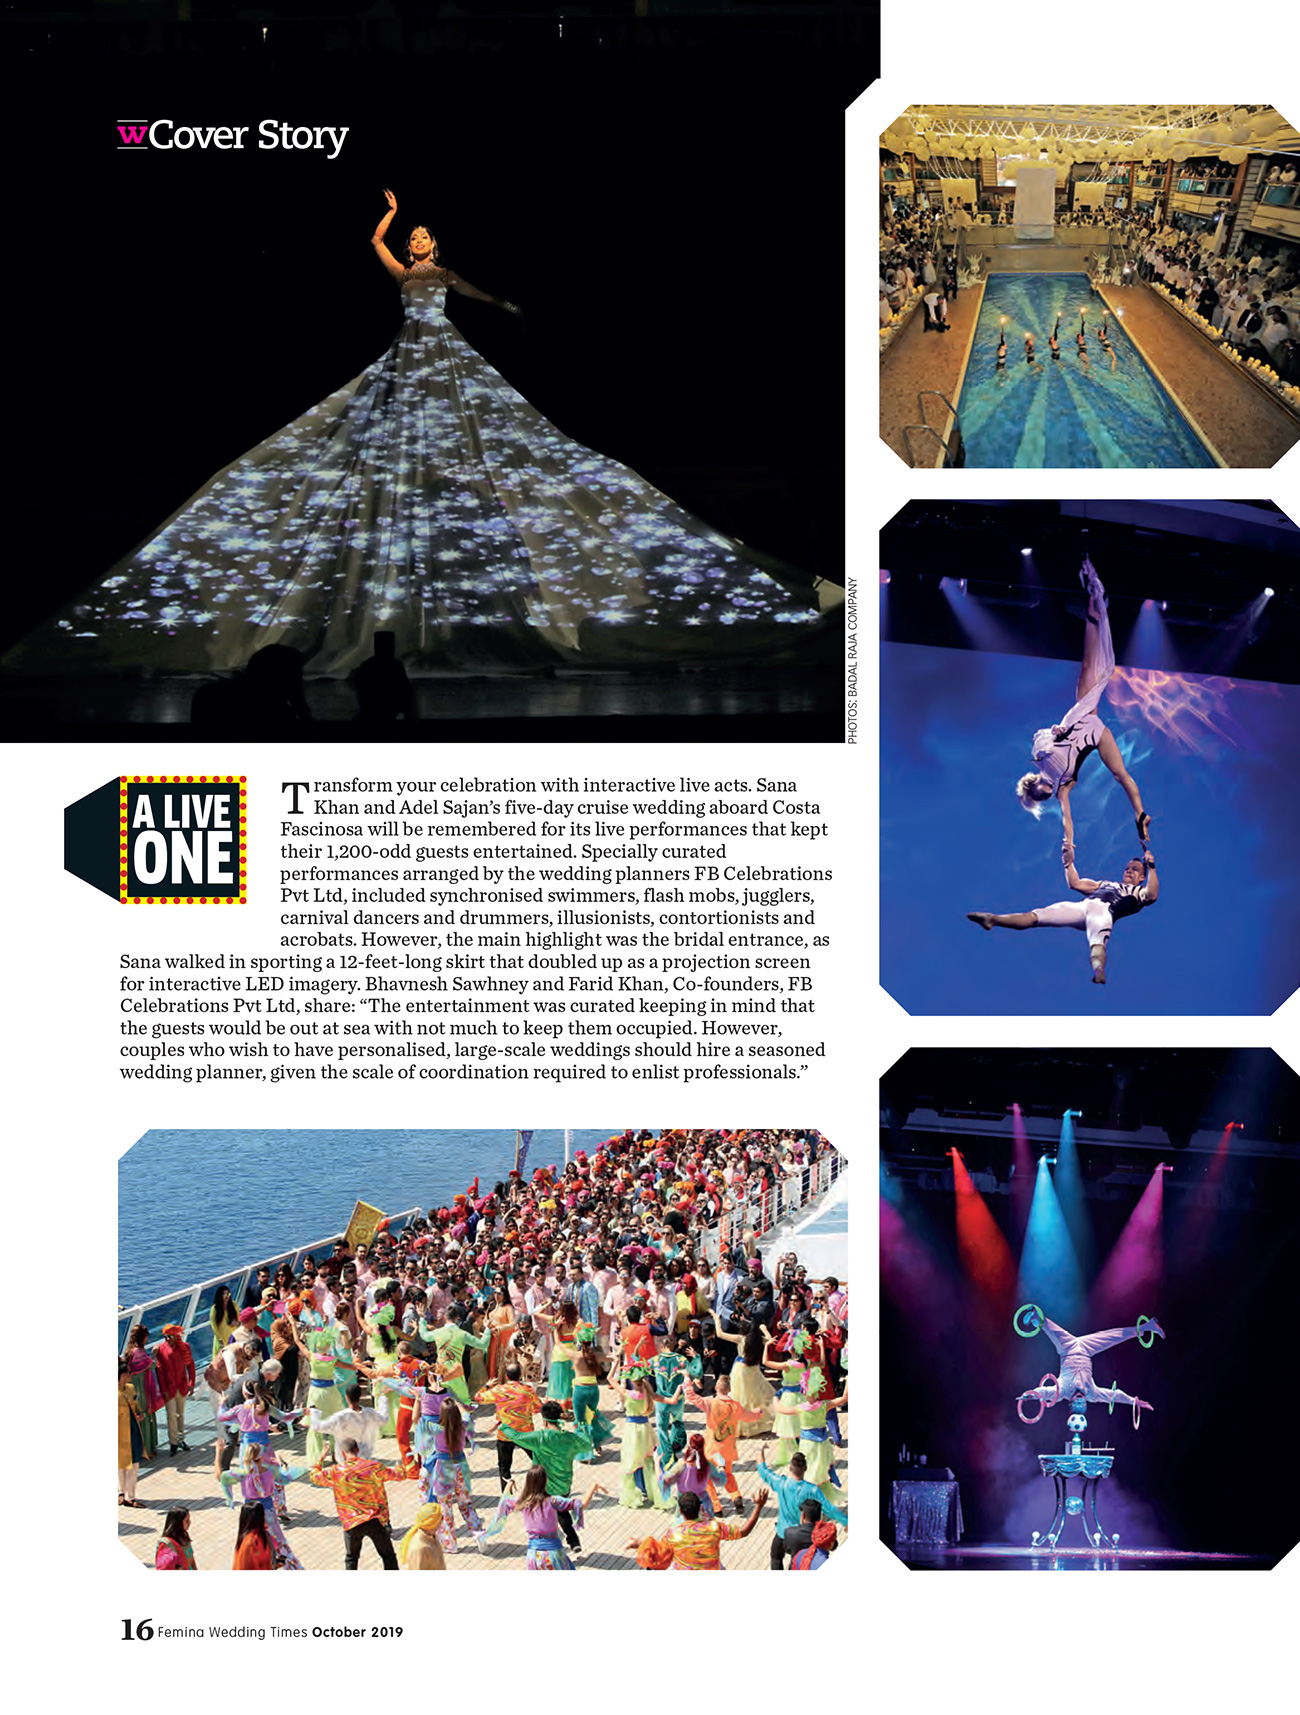 wCover Story
PHOTOS: BADAL RAJA COMPANY
A LIVE
ONE
Transform your celebration with interactive live acts. Sana
Khan and Adel Sajan’s five-day cruise wedding aboard Costa
Fascinosa will be remembered for its live performances that kept
their 1,200-odd guests entertained. Specially curated
performances arranged by the wedding planners FB Celebrations
Pvt Ltd, included synchronised swimmers, flash mobs, jugglers,
carnival dancers and drummers, illusionists, contortionists and
acrobats. However, the main highlight was the bridal entrance, as
Sana walked in sporting a 12-feet-long skirt that doubled up as a projection screen
for interactive LED imagery. Bhavnesh Sawhney and Farid Khan, Co-founders, FB
Celebrations Pvt Ltd, share: “The entertainment was curated keeping in mind that
the guests would be out at sea with not much to keep them occupied. However,
couples who wish to have personalised, large-scale weddings should hire a seasoned
wedding planner, given the scale of coordination required to enlist professionals.”
16 Femina Wedding Times October 2019